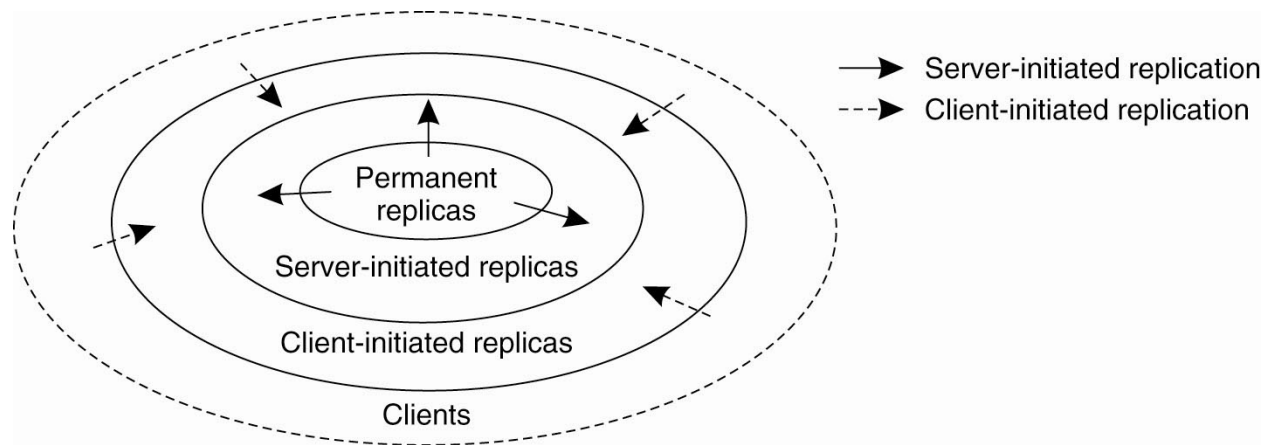 Server-initiated replication
Client-initiated replication
Permanent
replicas
Server-initiated replicas
Client-initiated replicas
Clients